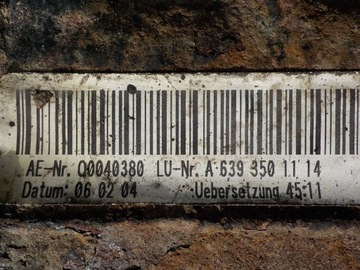 AE-Nr. Q0040380 LU-Nr. A 639 350 11 14
Datum: 06 02 04 Uebersetzung 45:11